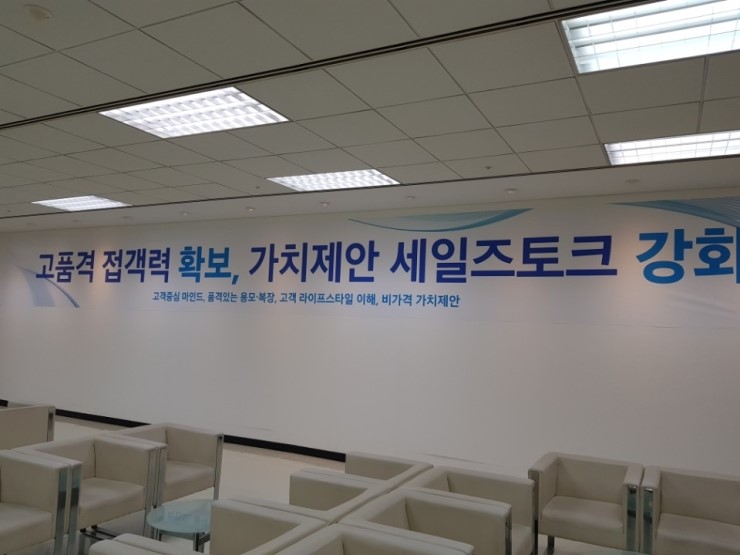 고품격 접객력 확보, 가치제안 세일즈토크 강화
고객중심 마인드, 품격있는 용모·복장, 고객 라이프스타일 이해, 비가격 가치제안